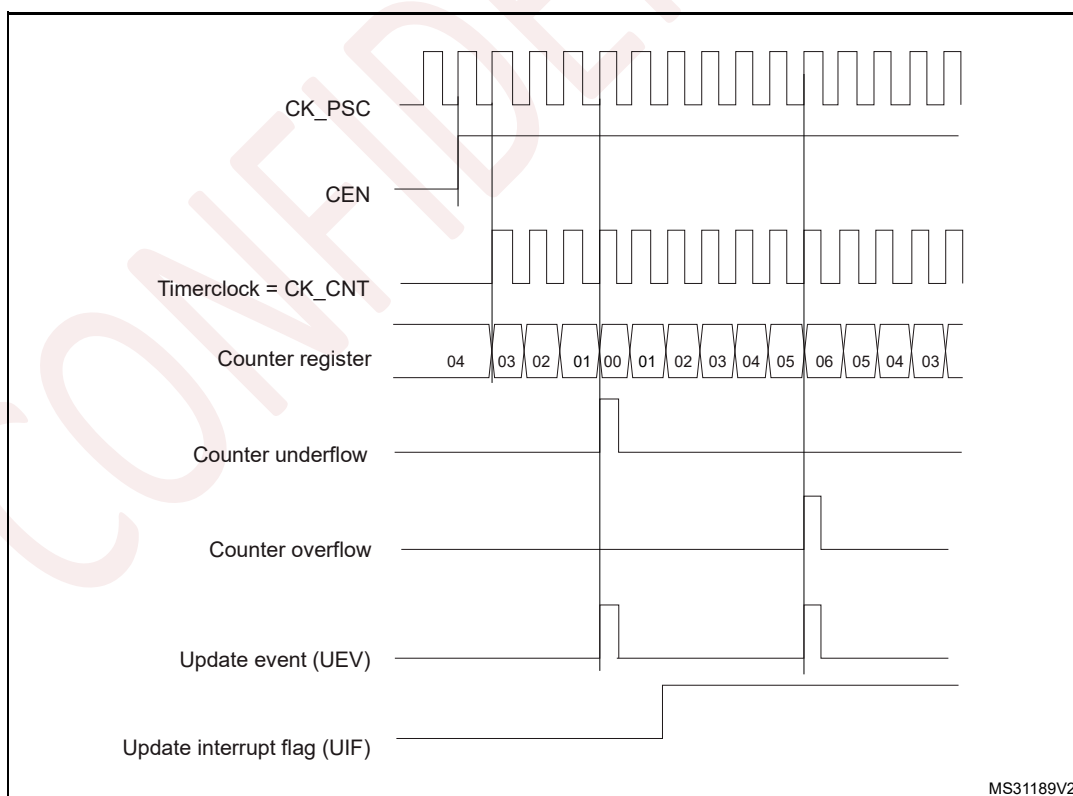 CONFIDE
CK_PSC
CEN
Timerclock = CK_CNT
Counter register 04 03 02 01 00 01 02 03 04 05 06 05 04 03
Counter underflow
Counter overflow
Update event (UEV)
Update interrupt flag (UIF)
MS31189V2